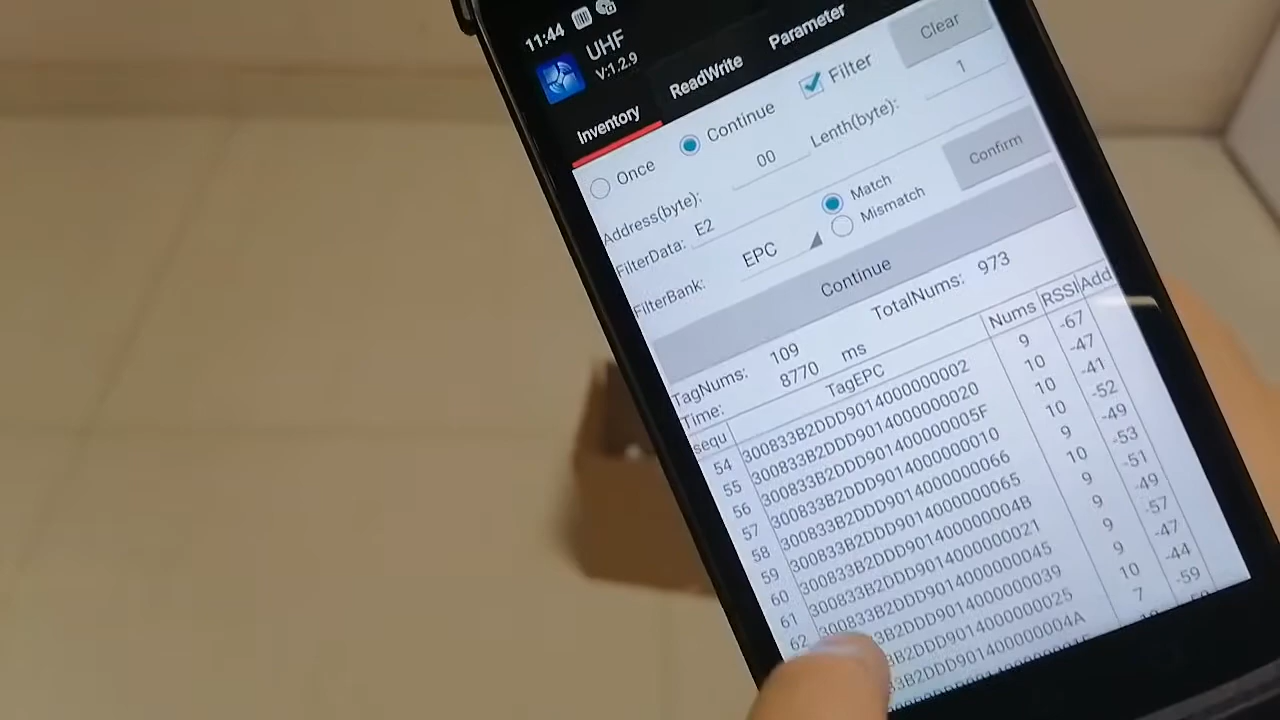 11:44
UHF
V:1.2.9
Inventory ReadWrite Parameter
Once Continue Filter Clear
Address(byte): 00 Lenth(byte): 1
FilterData: E2
FilterBank: EPC Match Mismatch Confirm
Continue
TagNums: 109 TotalNums: 973
Time: 8770 ms
sequ TagEPC Nums RSSI Add
54 300833B2DDD9014000000002 9 -67
55 300833B2DDD9014000000020 10 -47
56 300833B2DDD901400000005F 10 -41
57 300833B2DDD9014000000010 10 -52
58 300833B2DDD9014000000066 9 -49
59 300833B2DDD9014000000065 10 -53
60 300833B2DDD901400000004B 9 -51
61 300833B2DDD9014000000021 9 -49
62 300833B2DDD9014000000045 9 -57
33B2DDD9014000000039 9 -47
33B2DDD9014000000025 10 -44
33B2DDD901400000004A 7 -59